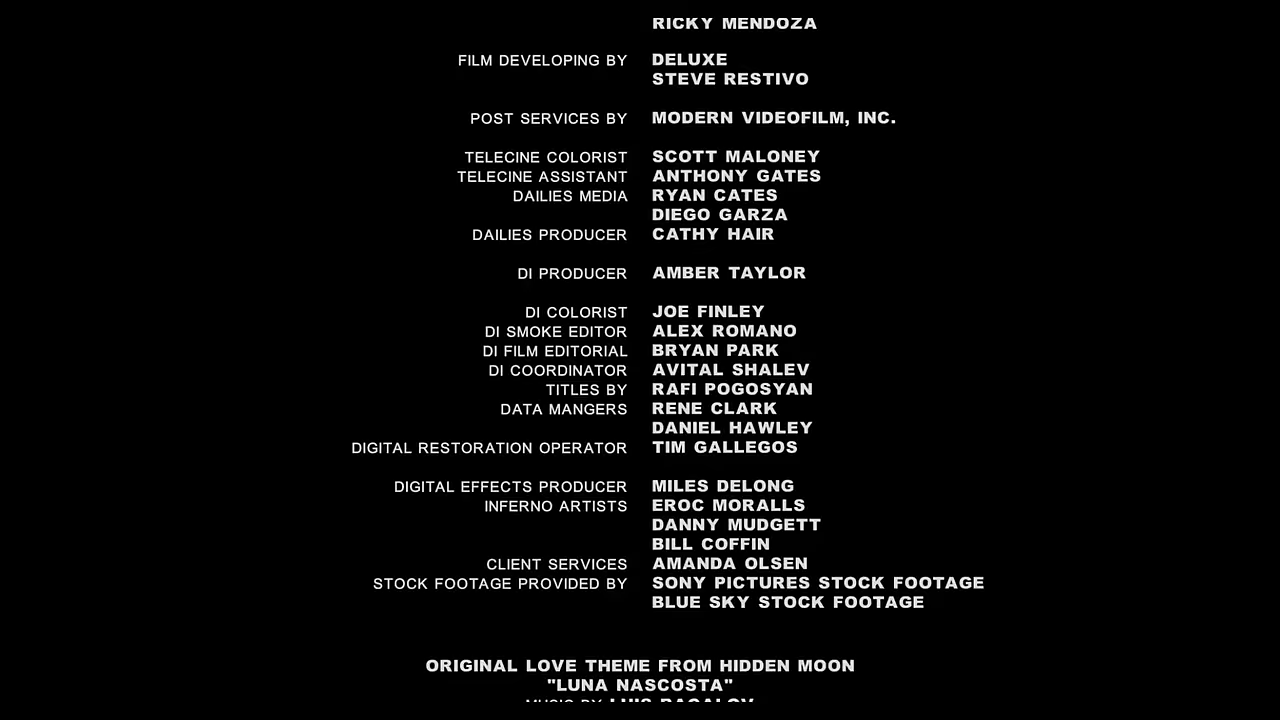 RICKY MENDOZA
FILM DEVELOPING BY DELUXE
STEVE RESTIVO
POST SERVICES BY MODERN VIDEOFILM, INC.
TELECINE COLORIST SCOTT MALONEY
TELECINE ASSISTANT ANTHONY GATES
DAILIES MEDIA RYAN CATES
DIEGO GARZA
DAILIES PRODUCER CATHY HAIR
DI PRODUCER AMBER TAYLOR
DI COLORIST JOE FINLEY
DI SMOKE EDITOR ALEX ROMANO
DI FILM EDITORIAL BRYAN PARK
DI COORDINATOR AVITAL SHALEV
TITLES BY RAFI POGOSYAN
DATA MANGERS RENE CLARK
DANIEL HAWLEY
DIGITAL RESTORATION OPERATOR TIM GALLEGOS
DIGITAL EFFECTS PRODUCER MILES DELONG
INFERNO ARTISTS EROC MORALLS
DANNY MUDGETT
BILL COFFIN
CLIENT SERVICES AMANDA OLSEN
STOCK FOOTAGE PROVIDED BY SONY PICTURES STOCK FOOTAGE
BLUE SKY STOCK FOOTAGE
ORIGINAL LOVE THEME FROM HIDDEN MOON
"LUNA NASCOSTA"
MUSIC BY LUIS BACALOV